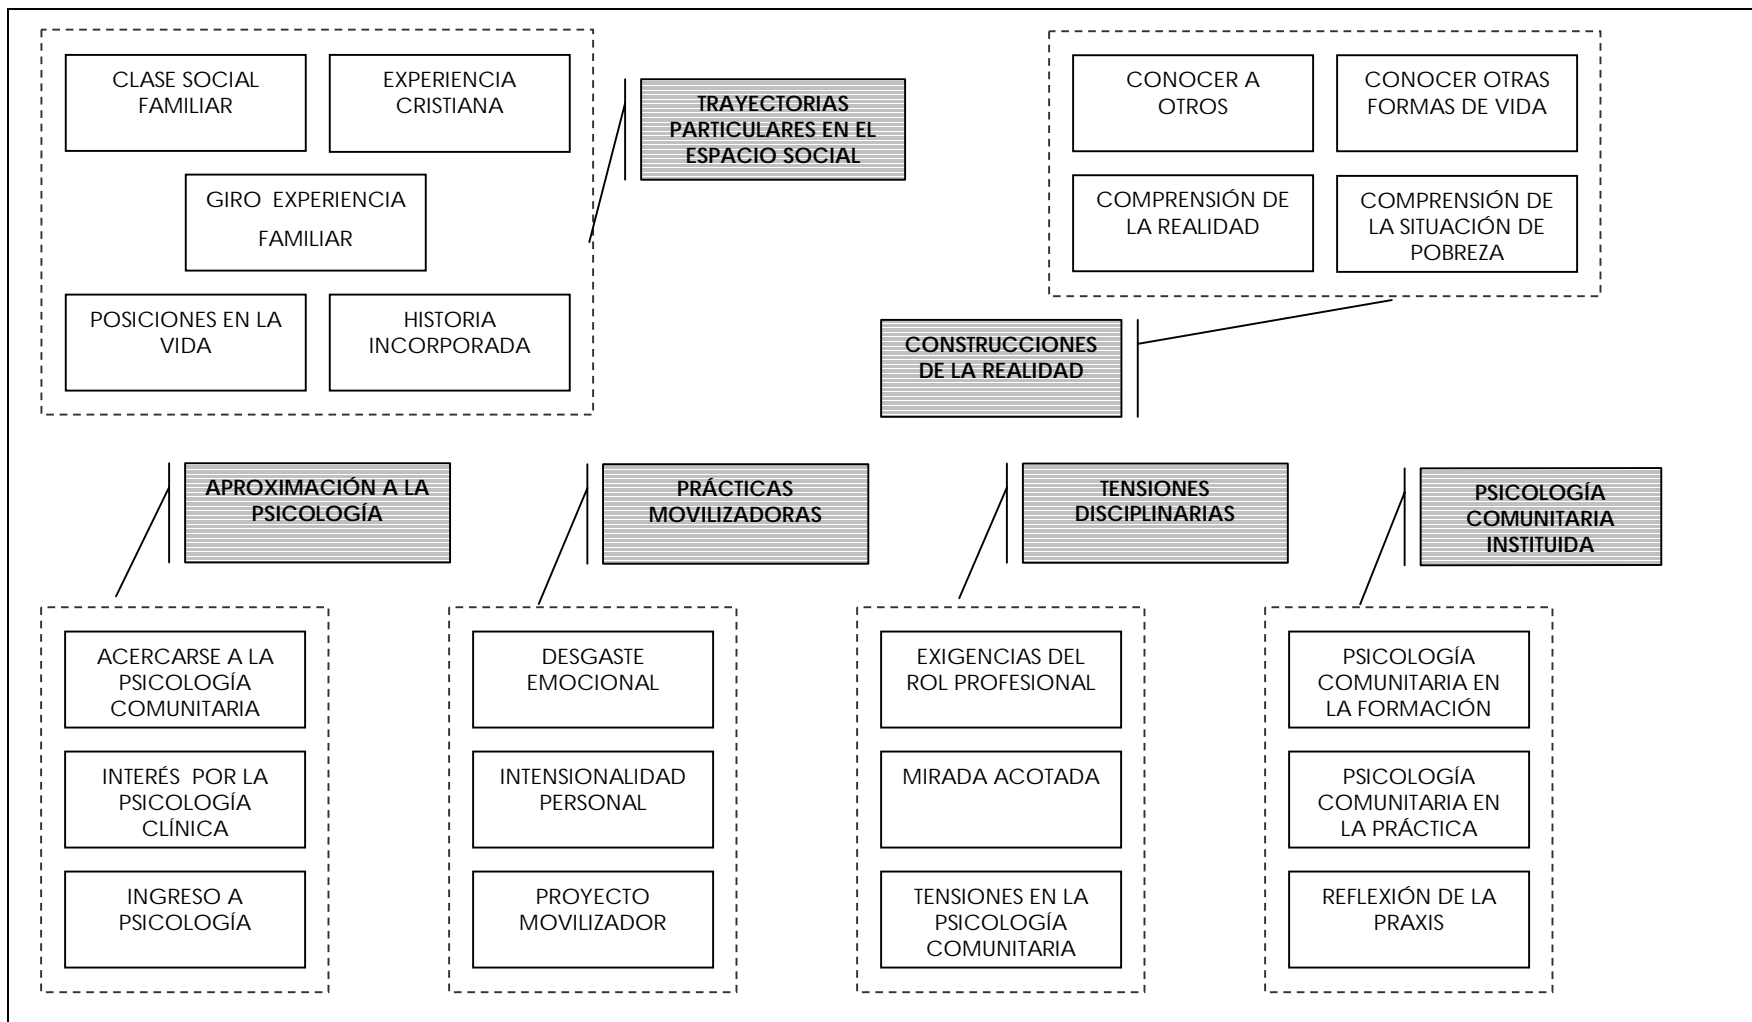 CLASE SOCIAL
FAMILIAR
EXPERIENCIA
CRISTIANA
GIRO EXPERIENCIA
FAMILIAR
POSICIONES EN LA
VIDA
HISTORIA
INCORPORADA
TRAYECTORIAS
PARTICULARES EN EL
ESPACIO SOCIAL
CONOCER A
OTROS
CONOCER OTRAS
FORMAS DE VIDA
COMPRENSIÓN DE
LA REALIDAD
COMPRENSIÓN DE
LA SITUACIÓN DE
POBREZA
CONSTRUCCIONES
DE LA REALIDAD
APROXIMACIÓN A LA
PSICOLOGÍA
ACERCARSE A LA
PSICOLOGÍA
COMUNITARIA
INTERÉS POR LA
PSICOLOGÍA
CLÍNICA
INGRESO A
PSICOLOGÍA
PRÁCTICAS
MOVILIZADORAS
DESGASTE
EMOCIONAL
INTENSIONALIDAD
PERSONAL
PROYECTO
MOVILIZADOR
TENSIONES
DISCIPLINARIAS
EXIGENCIAS DEL
ROL PROFESIONAL
MIRADA ACOTADA
TENSIONES EN LA
PSICOLOGÍA
COMUNITARIA
PSICOLOGÍA
COMUNITARIA
INSTITUIDA
PSICOLOGÍA
COMUNITARIA EN
LA FORMACIÓN
PSICOLOGÍA
COMUNITARIA EN
LA PRÁCTICA
REFLEXIÓN DE LA
PRAXIS